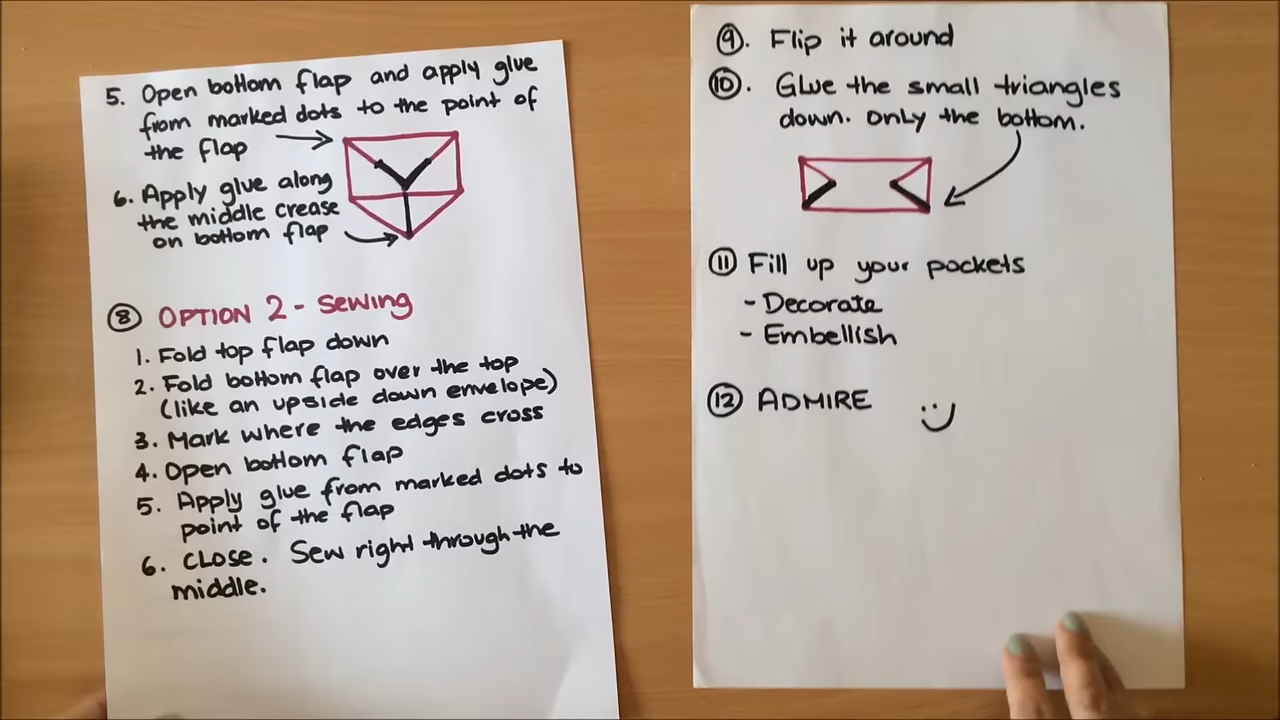 5. Open bottom flap and apply glue
from marked dots to the point of
the flap
6. Apply glue along
the middle crease
on bottom flap
⑧ OPTION 2 - Sewing
1. Fold top flap down
2. Fold bottom flap over the top
(like an upside down envelope)
3. Mark where the edges cross
4. Open bottom flap
5. Apply glue from marked dots to
point of the flap
6. CLOSE. Sew right through the
middle.
⑨. Flip it around
⑩. Glue the small triangles
down. Only the bottom.
⑪ Fill up your pockets
- Decorate
- Embellish
⑫ ADMIRE :)